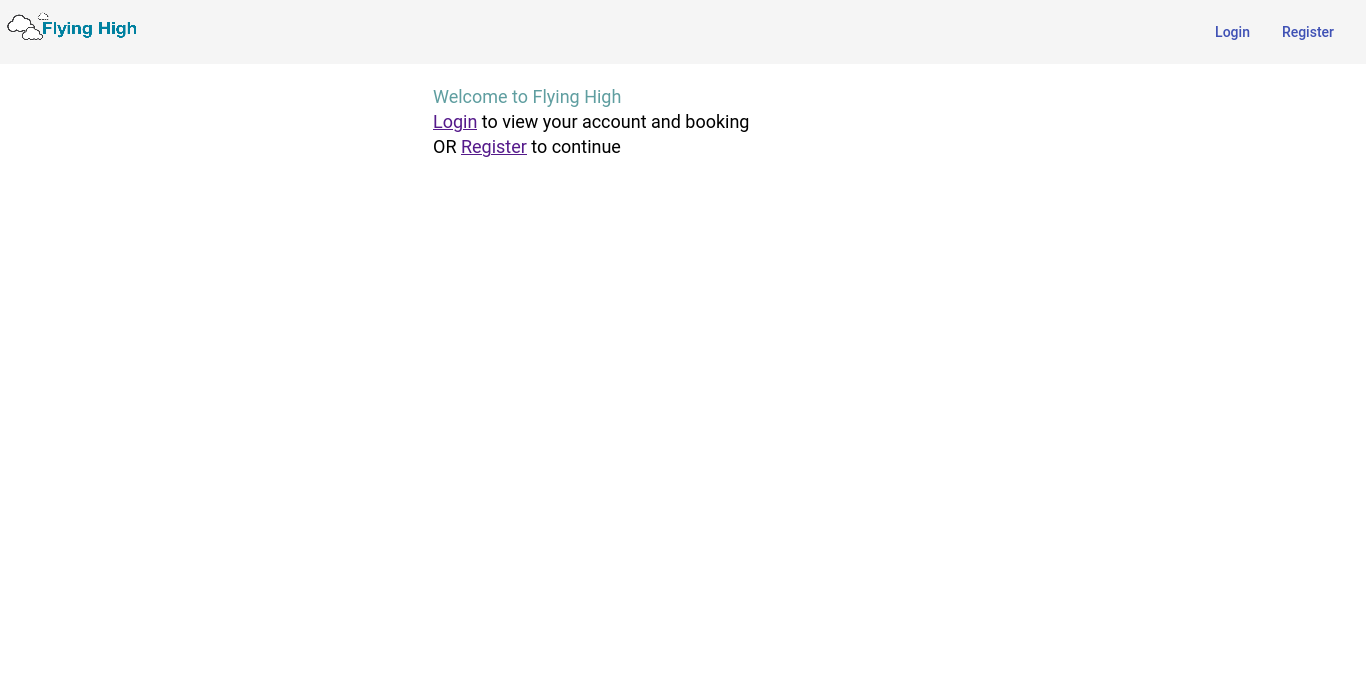 Flying High
Login
Register
Welcome to Flying High
Login to view your account and booking
OR Register to continue